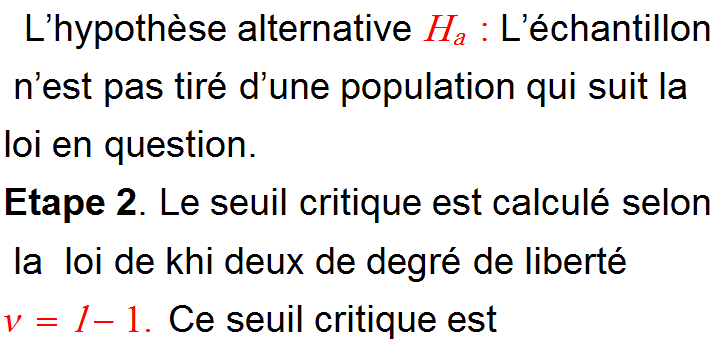 L’hypothèse alternative Hₐ : L’échantillon
n’est pas tiré d’une population qui suit la
loi en question.
Etape 2. Le seuil critique est calculé selon
la loi de khi deux de degré de liberté
ν = l − 1. Ce seuil critique est